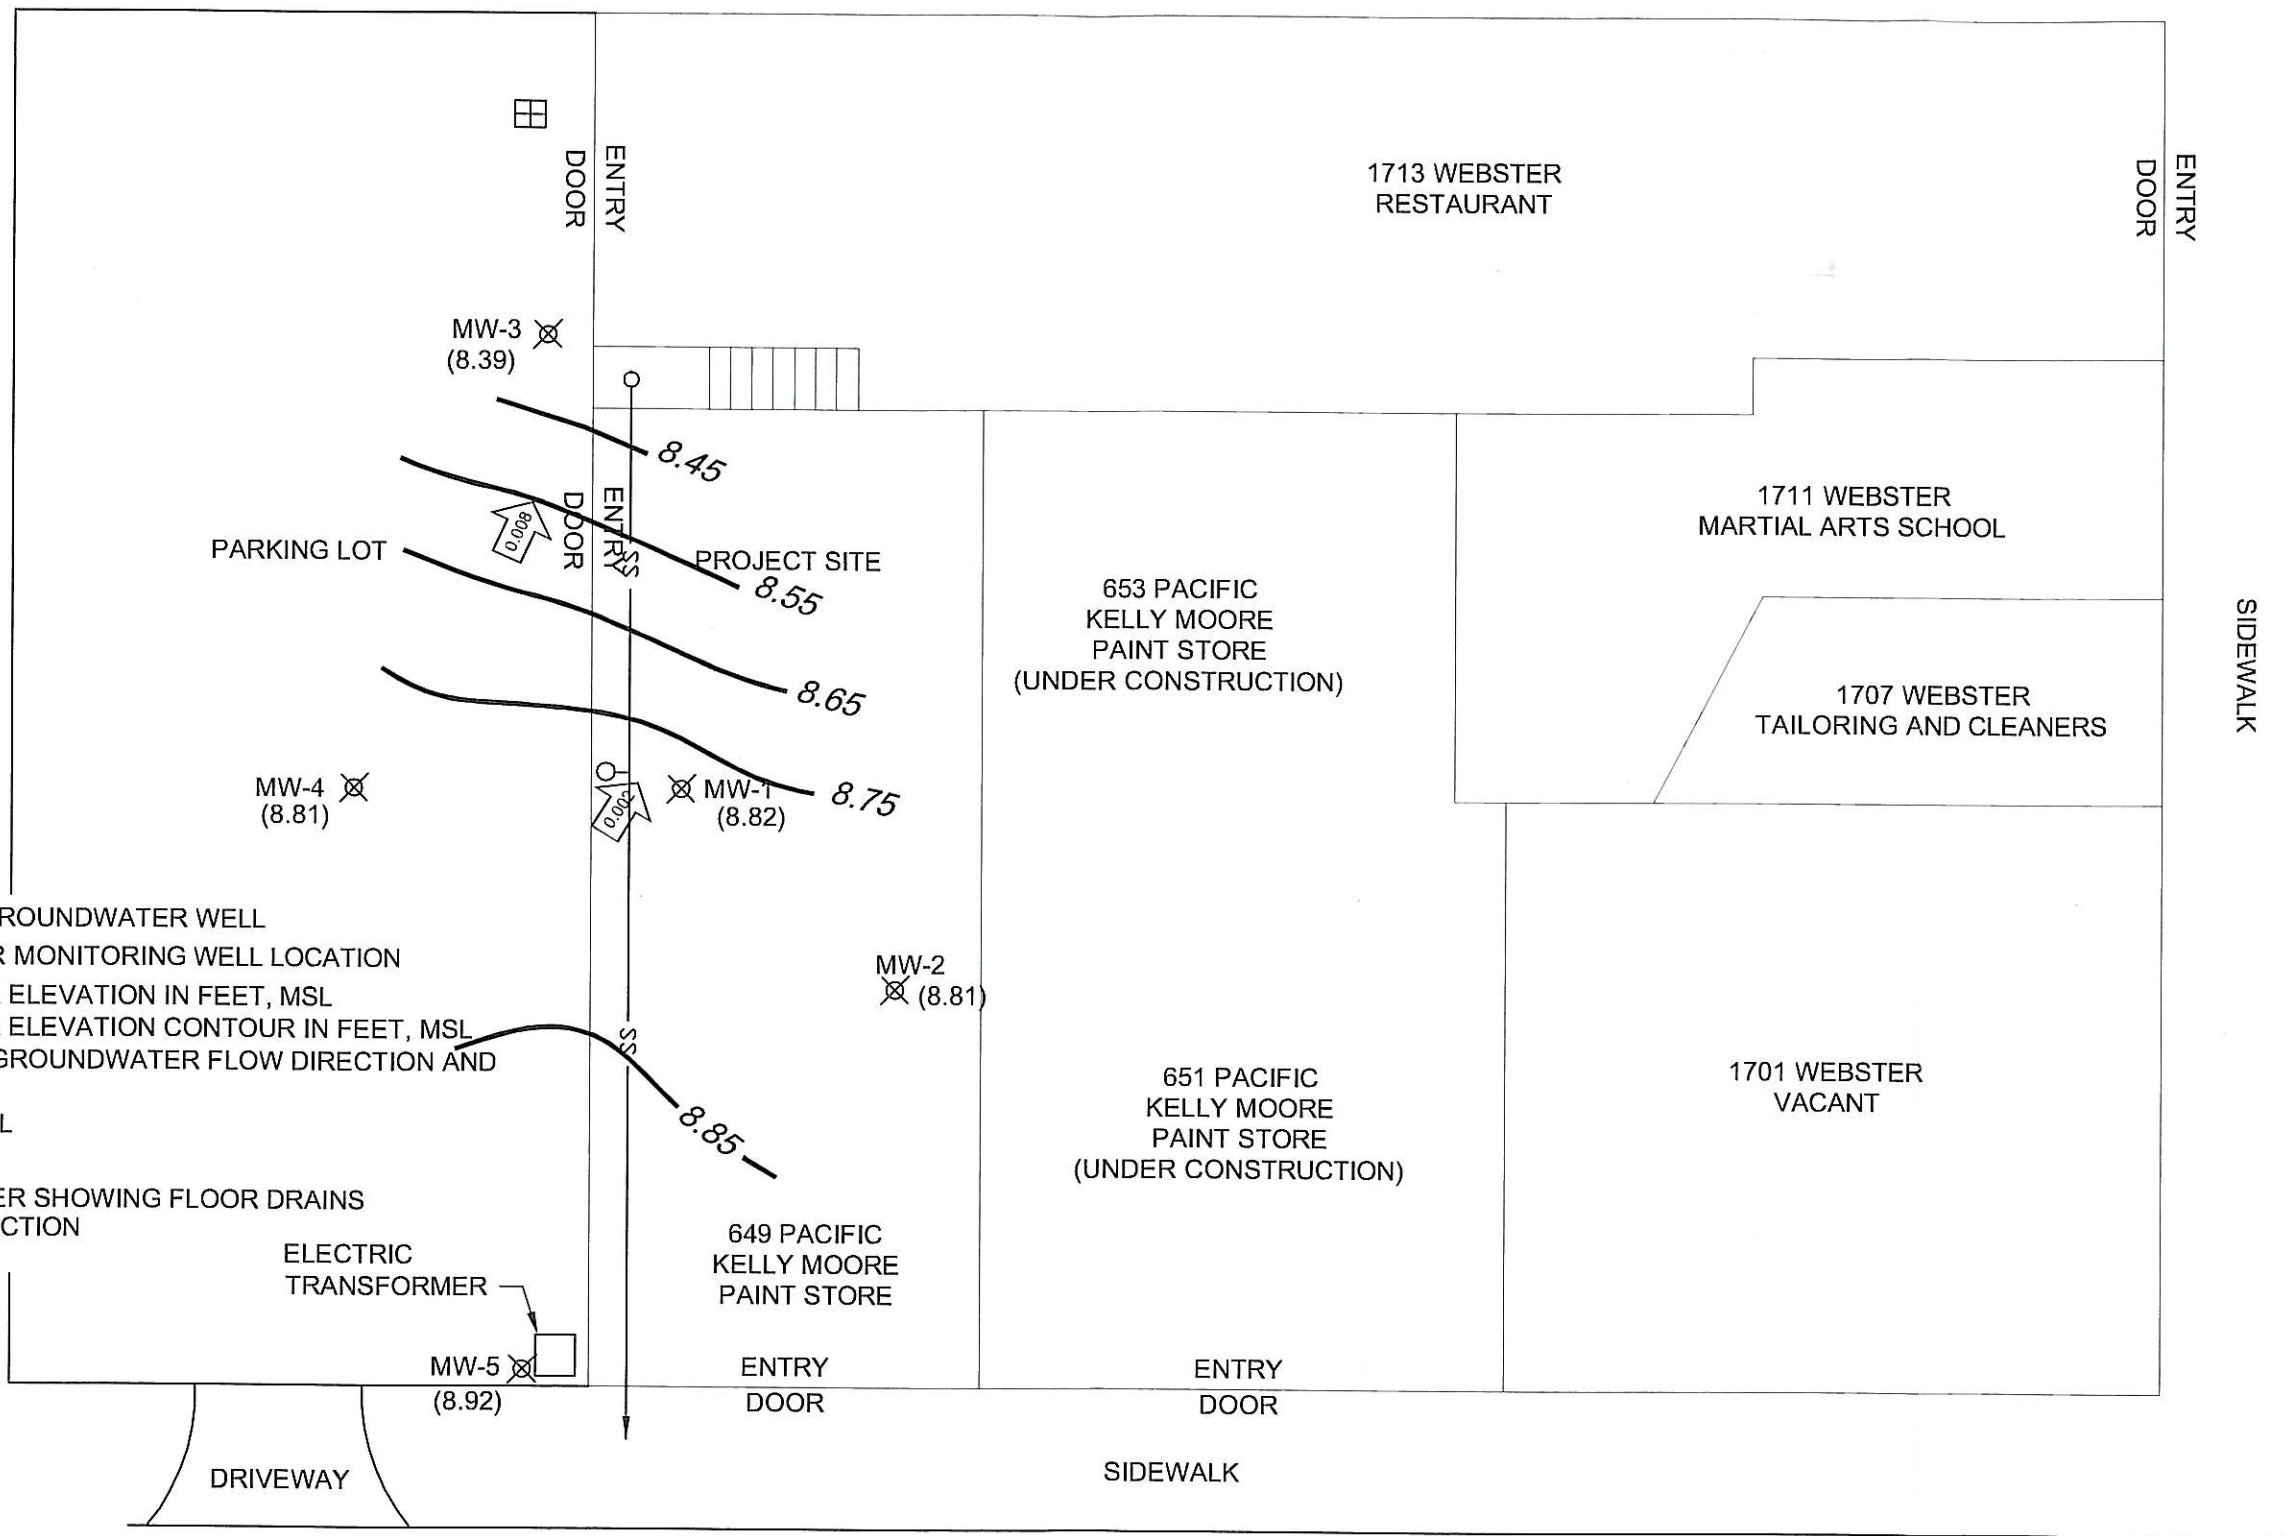 ENTRY
DOOR
1713 WEBSTER
RESTAURANT
ENTRY
DOOR
MW-3
(8.39)
8.45
1711 WEBSTER
MARTIAL ARTS SCHOOL
ENTRY
DOOR
0.008
SS
PARKING LOT
PROJECT SITE
8.55
653 PACIFIC
KELLY MOORE
PAINT STORE
(UNDER CONSTRUCTION)
SIDEWALK
8.65
1707 WEBSTER
TAILORING AND CLEANERS
MW-4
(8.81)
0.002
MW-1
(8.82)
8.75
ROUNDWATER WELL
R MONITORING WELL LOCATION
ELEVATION IN FEET, MSL
ELEVATION CONTOUR IN FEET, MSL
GROUNDWATER FLOW DIRECTION AND
L
ER SHOWING FLOOR DRAINS
CTION
MW-2
(8.81)
SS
8.85
651 PACIFIC
KELLY MOORE
PAINT STORE
(UNDER CONSTRUCTION)
1701 WEBSTER
VACANT
649 PACIFIC
KELLY MOORE
PAINT STORE
ELECTRIC
TRANSFORMER
MW-5
(8.92)
ENTRY
DOOR
ENTRY
DOOR
DRIVEWAY
SIDEWALK